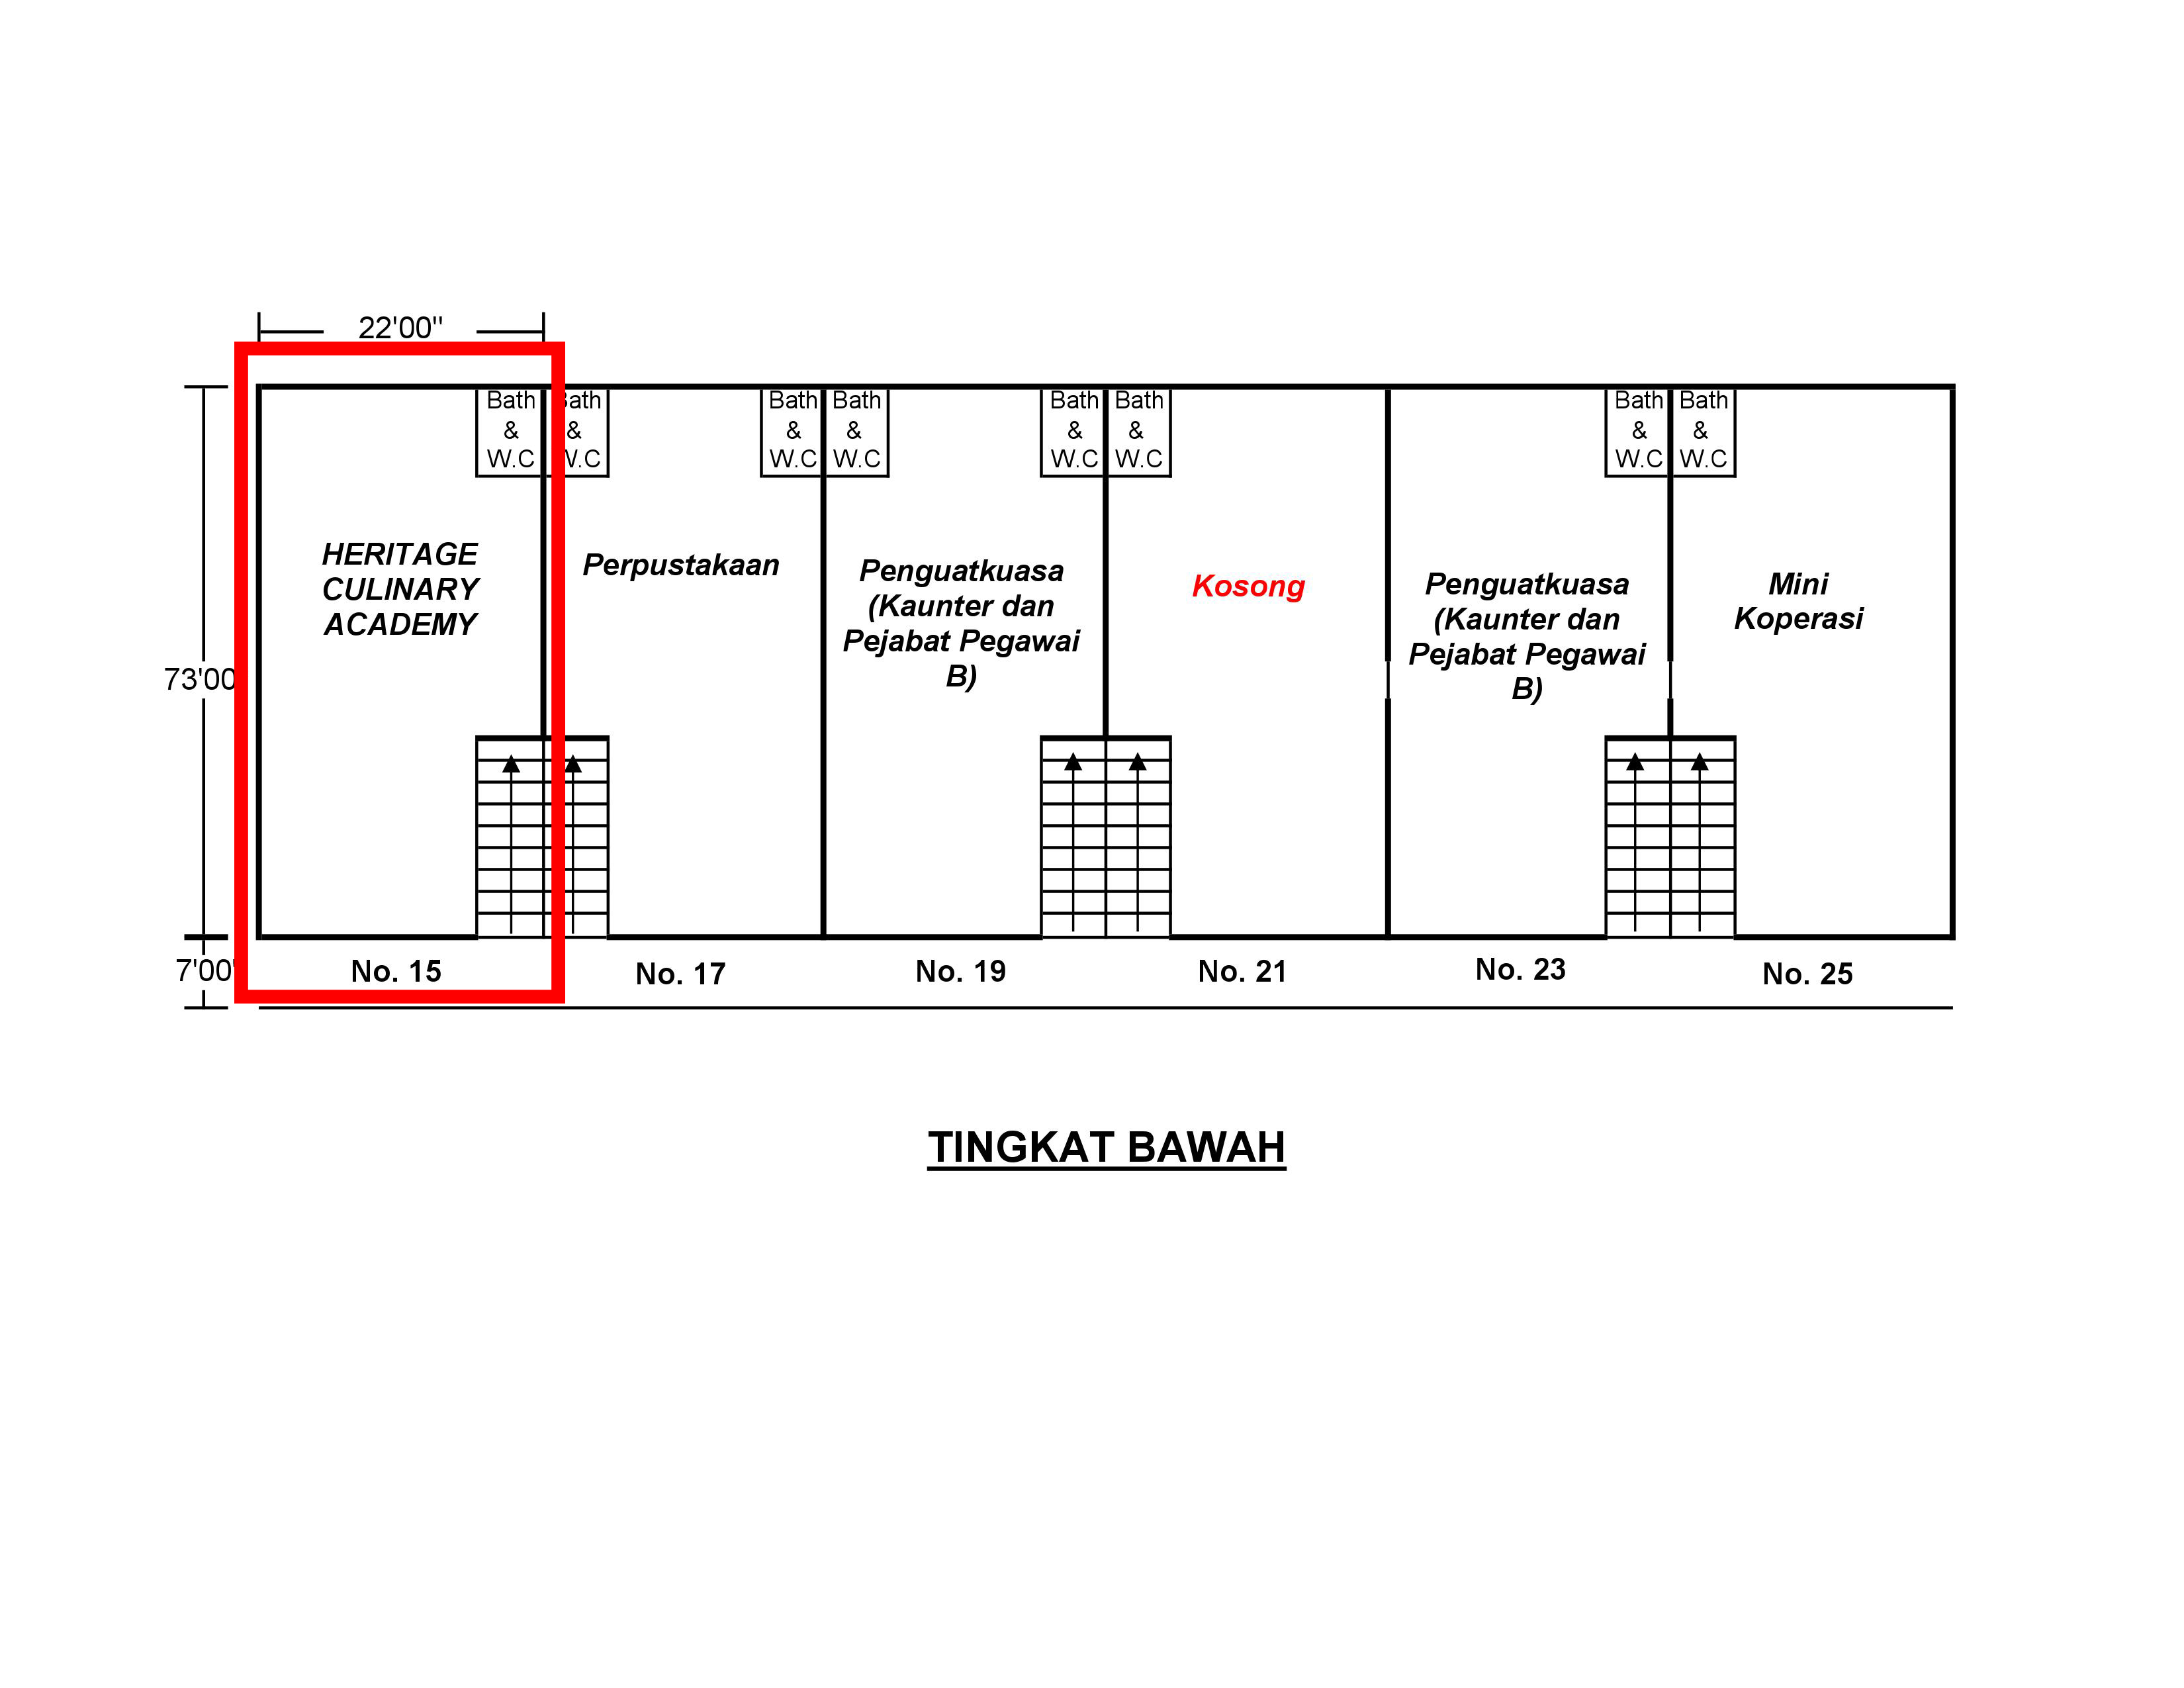 22'00"
Bath
&
W.C
Bath
&
W.C
Bath
&
W.C
Bath
&
W.C
Bath
&
W.C
Bath
&
W.C
Bath
&
W.C
Bath
&
W.C
HERITAGE
CULINARY
ACADEMY
Perpustakaan
Penguatkuasa
(Kaunter dan
Pejabat Pegawai
B)
Kosong
Penguatkuasa
(Kaunter dan
Pejabat Pegawai
B)
Mini
Koperasi
73'00
7'00'
No. 15
No. 17
No. 19
No. 21
No. 23
No. 25
TINGKAT BAWAH